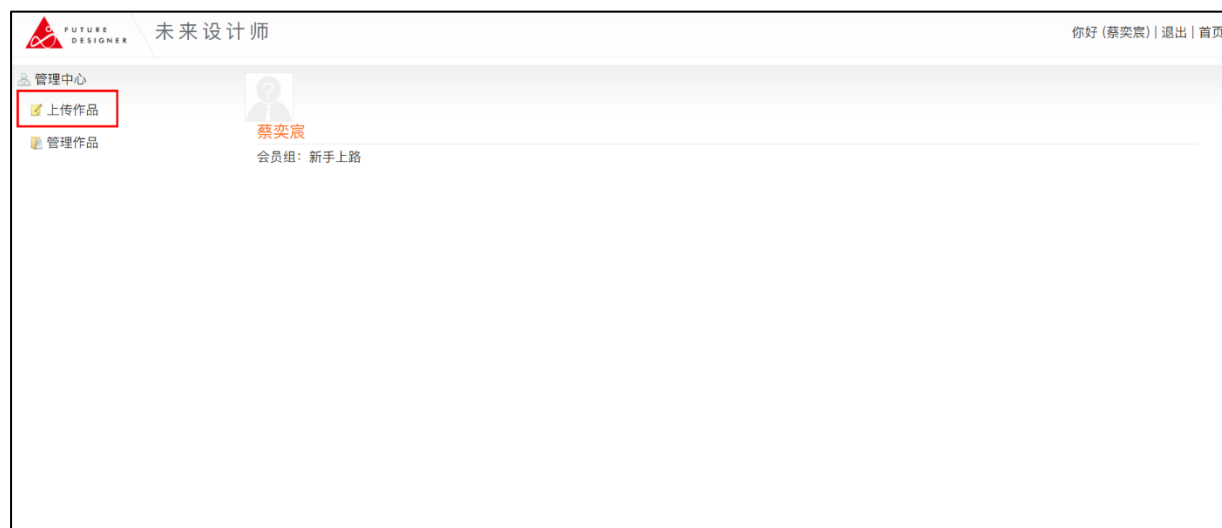 FUTURE
DESIGNER
未来设计师
你好 (蔡奕宸) | 退出 | 首页
管理中心
上传作品
管理作品
蔡奕宸
会员组：新手上路